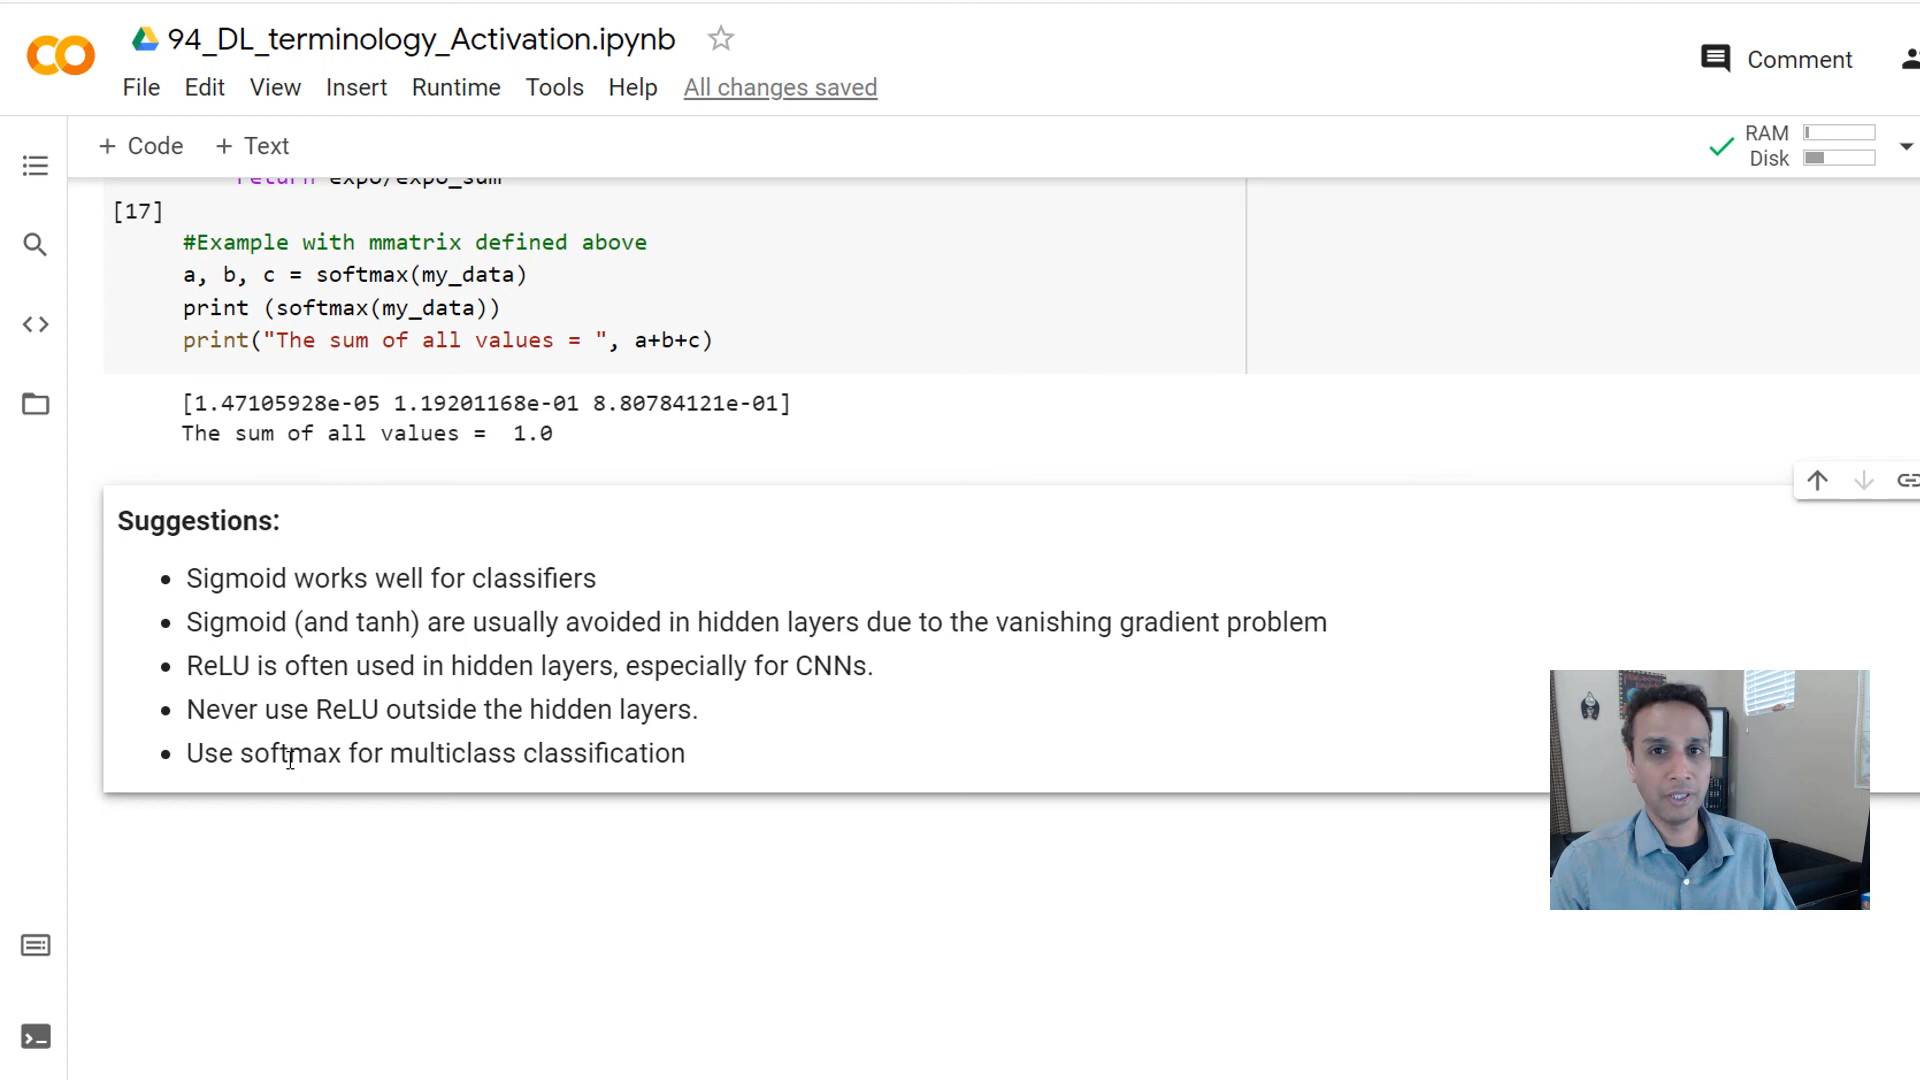 94_DL_terminology_Activation.ipynb
Comment
File Edit View Insert Runtime Tools Help All changes saved
+ Code + Text
RAM
Disk
return expo/expo_sum
[17]
#Example with mmatrix defined above
a, b, c = softmax(my_data)
print (softmax(my_data))
print("The sum of all values = ", a+b+c)
[1.47105928e-05 1.19201168e-01 8.80784121e-01]
The sum of all values =  1.0
Suggestions:
• Sigmoid works well for classifiers
• Sigmoid (and tanh) are usually avoided in hidden layers due to the vanishing gradient problem
• ReLU is often used in hidden layers, especially for CNNs.
• Never use ReLU outside the hidden layers.
• Use softmax for multiclass classification